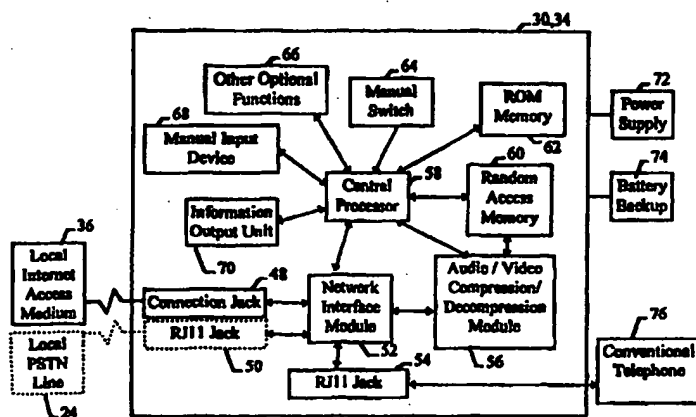 30,34
66
Other Optional
Functions
64
Manual
Switch
ROM
Memory
62
72
Power
Supply
68
Manual Input
Device
58
Central
Processor
60
Random
Access
Memory
74
Battery
Backup
Information
Output Unit
70
36
Local
Internet
Access
Medium
48
Connection Jack
RJ11 Jack
50
Network
Interface
Module
52
Audio / Video
Compression/
Decompression
Module
56
Local
PSTN
Line
24
54
RJ11 Jack
76
Conventional
Telephone